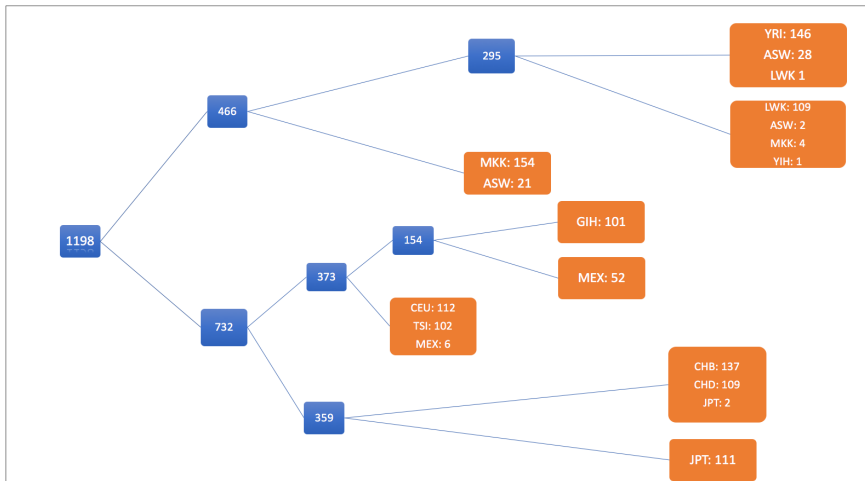 295
YRI: 146
ASW: 28
LWK 1
466
LWK: 109
ASW: 2
MKK: 4
YIH: 1
MKK: 154
ASW: 21
1198
154
GIH: 101
373
MEX: 52
732
CEU: 112
TSI: 102
MEX: 6
359
CHB: 137
CHD: 109
JPT: 2
JPT: 111